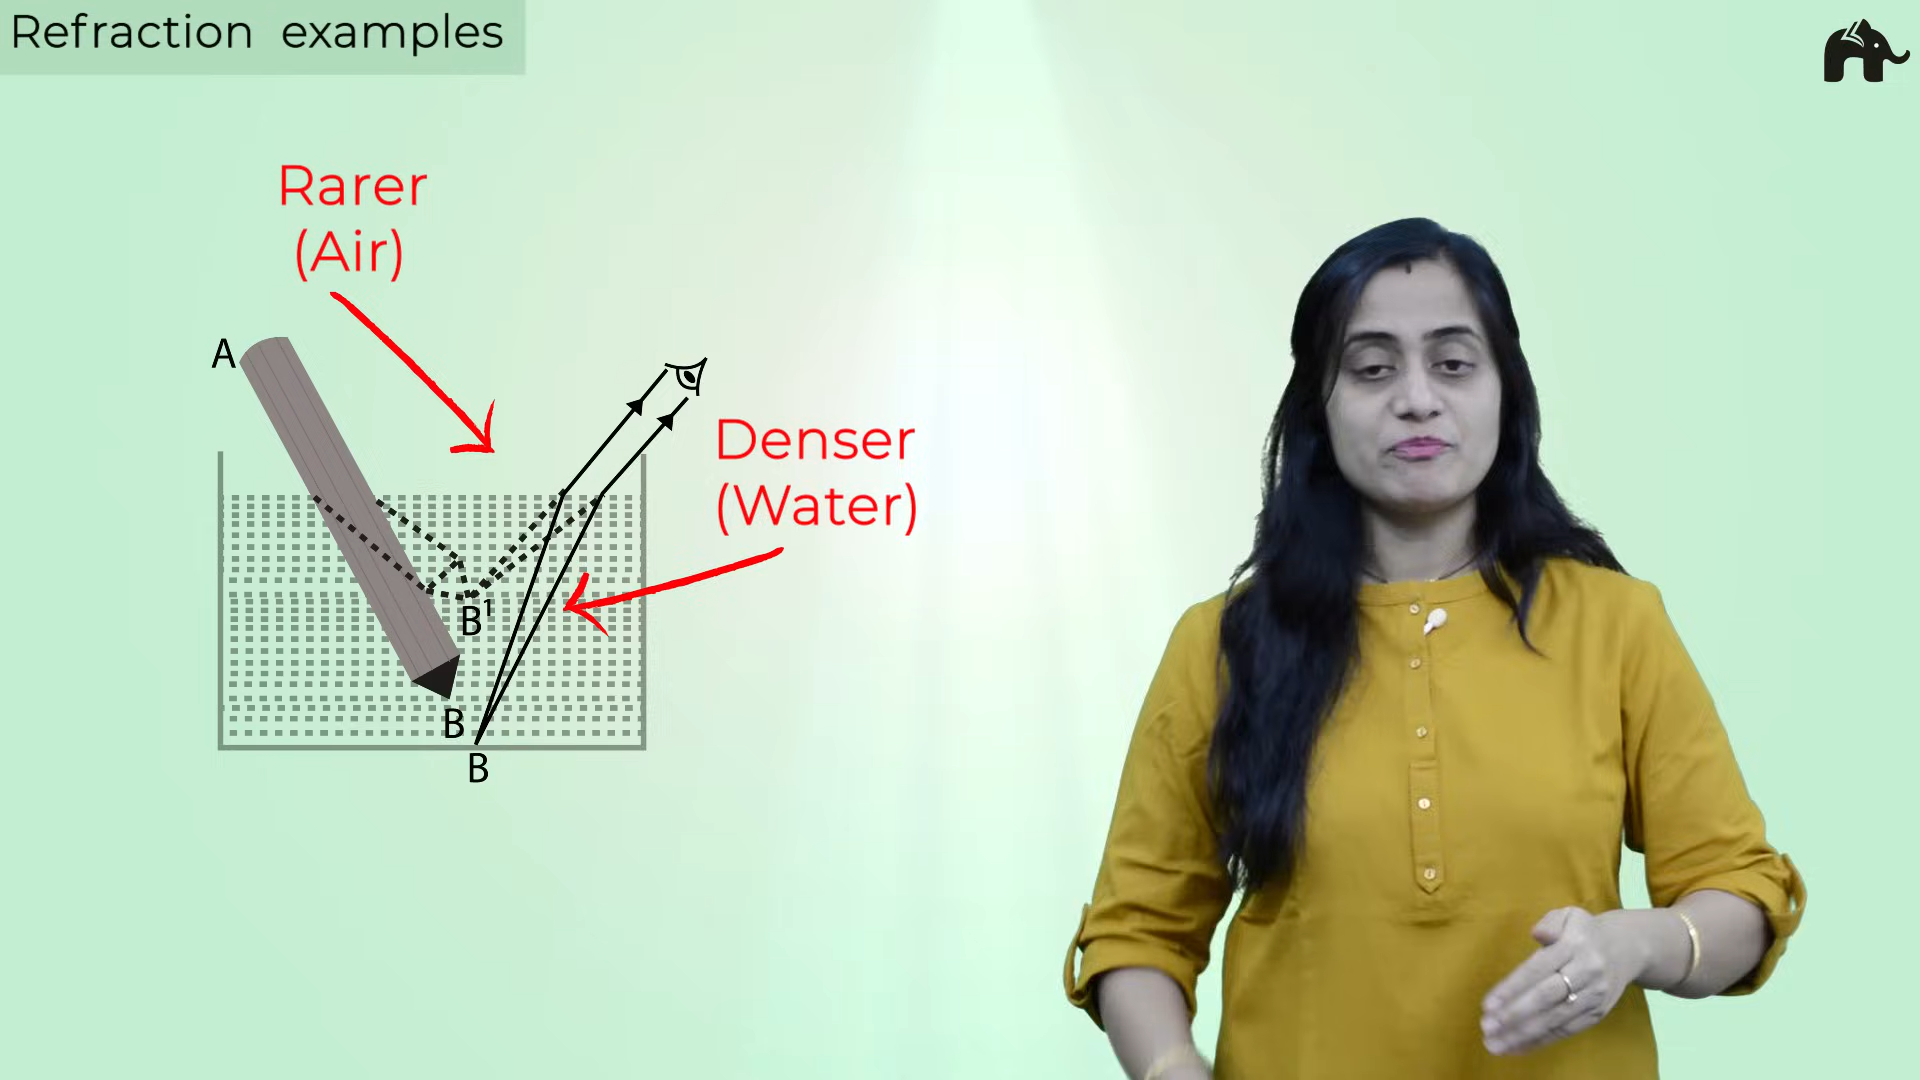 Refraction examples
Rarer
(Air)
A
Denser
(Water)
B¹
B
B